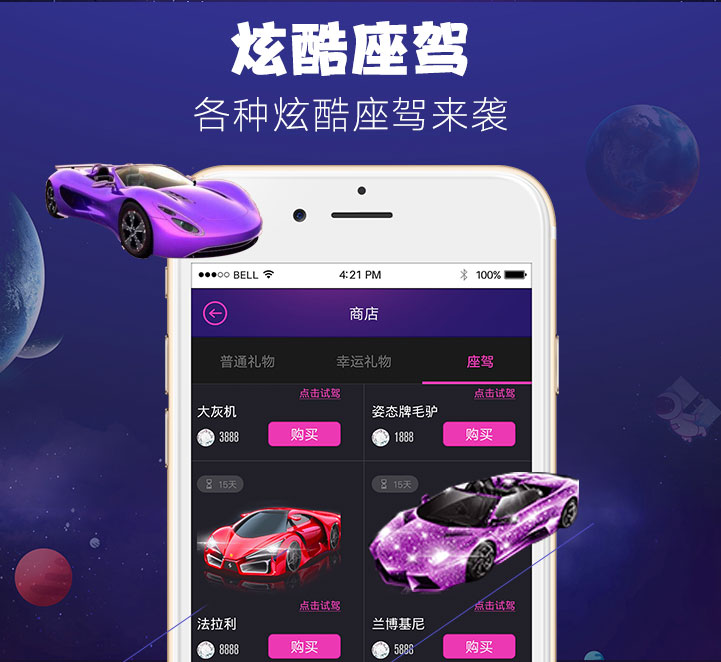 炫酷座驾
各种炫酷座驾来袭
BELL 4:21 PM 100%
商店
普通礼物 幸运礼物 座驾
点击试驾 点击试驾
大灰机 姿态牌毛驴
3888 购买 1888 购买
15天 15天
点击试驾 点击试驾
法拉利 兰博基尼
8888 购买 5888 购买